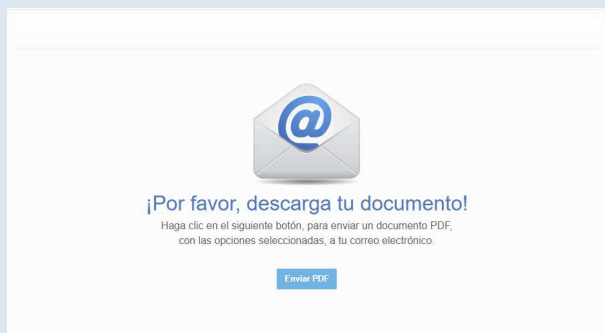 @
¡Por favor, descarga tu documento!
Haga clic en el siguiente botón, para enviar un documento PDF,
con las opciones seleccionadas, a tu correo electrónico.
Enviar PDF